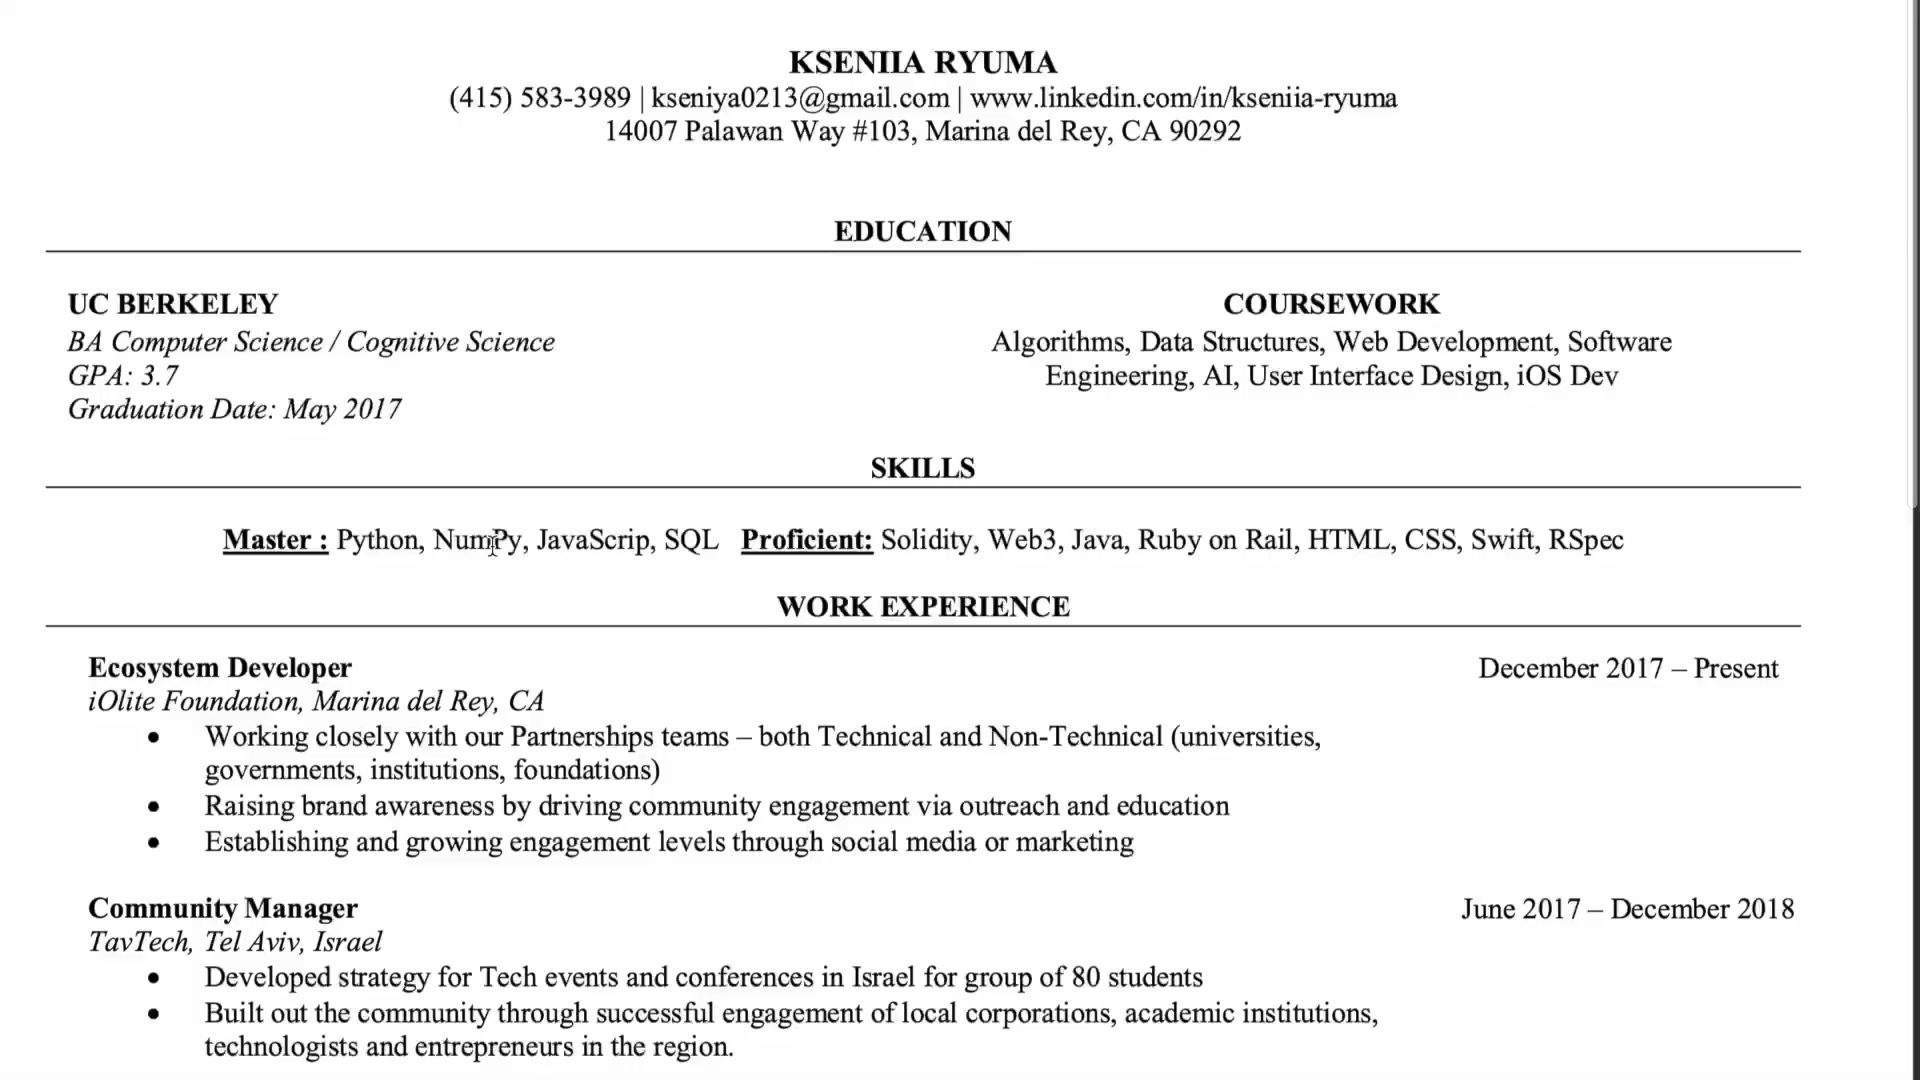 KSENIIA RYUMA
(415) 583-3989 | kseniya0213@gmail.com | www.linkedin.com/in/kseniia-ryuma
14007 Palawan Way #103, Marina del Rey, CA 90292
EDUCATION
UC BERKELEY
BA Computer Science / Cognitive Science
GPA: 3.7
Graduation Date: May 2017
COURSEWORK
Algorithms, Data Structures, Web Development, Software
Engineering, AI, User Interface Design, iOS Dev
SKILLS
Master : Python, NumPy, JavaScrip, SQL Proficient: Solidity, Web3, Java, Ruby on Rail, HTML, CSS, Swift, RSpec
WORK EXPERIENCE
Ecosystem Developer December 2017 – Present
iOlite Foundation, Marina del Rey, CA
• Working closely with our Partnerships teams – both Technical and Non-Technical (universities,
governments, institutions, foundations)
• Raising brand awareness by driving community engagement via outreach and education
• Establishing and growing engagement levels through social media or marketing
Community Manager June 2017 – December 2018
TavTech, Tel Aviv, Israel
• Developed strategy for Tech events and conferences in Israel for group of 80 students
• Built out the community through successful engagement of local corporations, academic institutions,
technologists and entrepreneurs in the region.